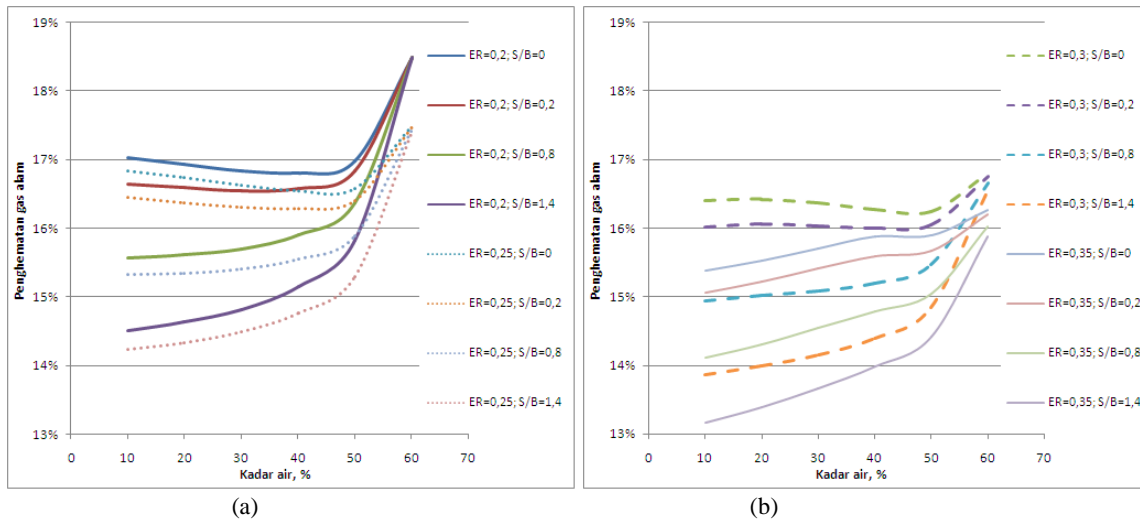 19%
18%
17%
16%
15%
14%
13%
Penghematan gas akm
0 10 20 30 40 50 60 70
Kadar air, %
ER=0,2; S/B=0
ER=0,2; S/B=0,2
ER=0,2; S/B=0,8
ER=0,2; S/B=1,4
ER=0,25; S/B=0
ER=0,25; S/B=0,2
ER=0,25; S/B=0,8
ER=0,25; S/B=1,4
(a)
19%
18%
17%
16%
15%
14%
13%
Penghematan gas akm
0 10 20 30 40 50 60 70
Kadar air, %
ER=0,3; S/B=0
ER=0,3; S/B=0,2
ER=0,3; S/B=0,8
ER=0,3; S/B=1,4
ER=0,35; S/B=0
ER=0,35; S/B=0,2
ER=0,35; S/B=0,8
ER=0,35; S/B=1,4
(b)